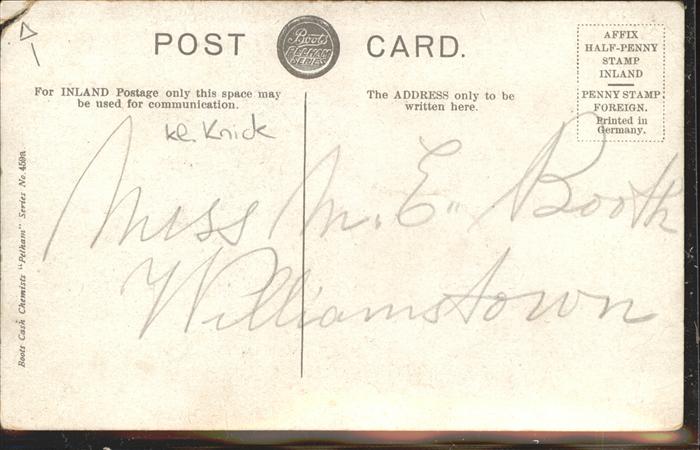 POST CARD.
Boots
PELHAM
SERIES
AFFIX
HALF-PENNY
STAMP
INLAND
PENNY STAMP
FOREIGN.
Printed in
Germany.
For INLAND Postage only this space may
be used for communication.
The ADDRESS only to be
written here.
kl. Knick
Miss M. E. Booth
Williamstown
Boots Cash Chemists "Pelham" Series No. 459a.